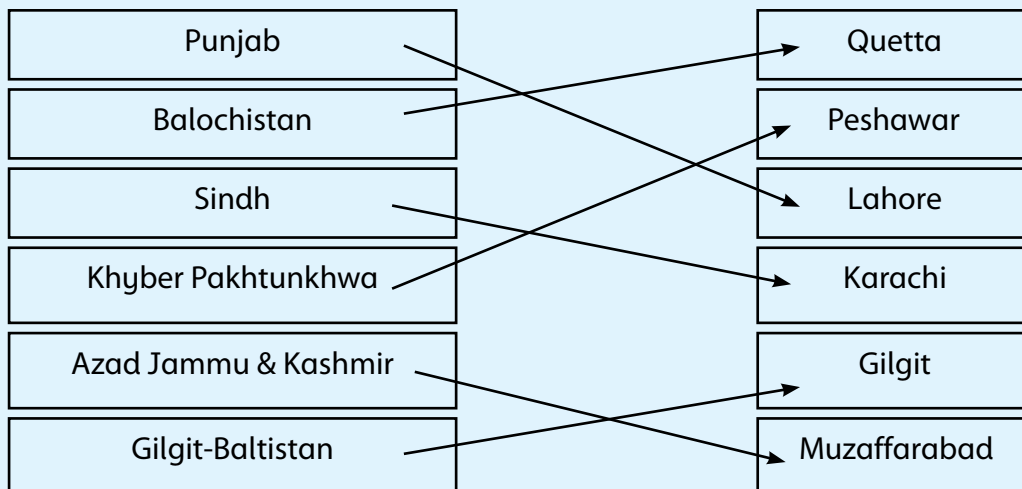 Punjab
Quetta
Balochistan
Peshawar
Sindh
Lahore
Khyber Pakhtunkhwa
Karachi
Azad Jammu & Kashmir
Gilgit
Gilgit-Baltistan
Muzaffarabad